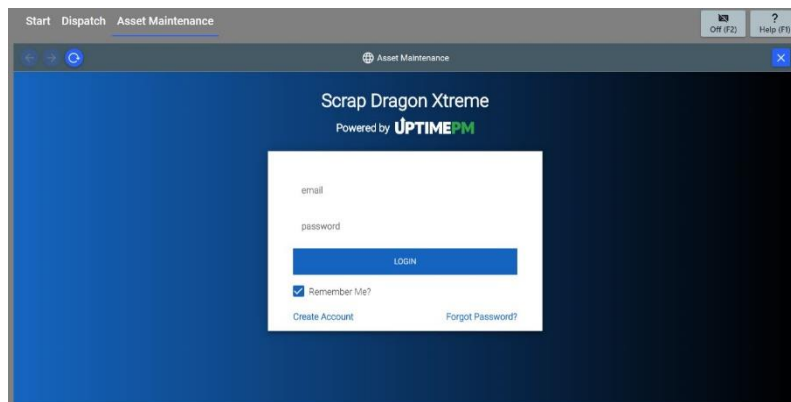 Start Dispatch Asset Maintenance
Off (F2)
? Help (F1)
Asset Maintenance
Scrap Dragon Xtreme
Powered by UPTIMEPM
email
password
LOGIN
Remember Me?
Create Account Forgot Password?